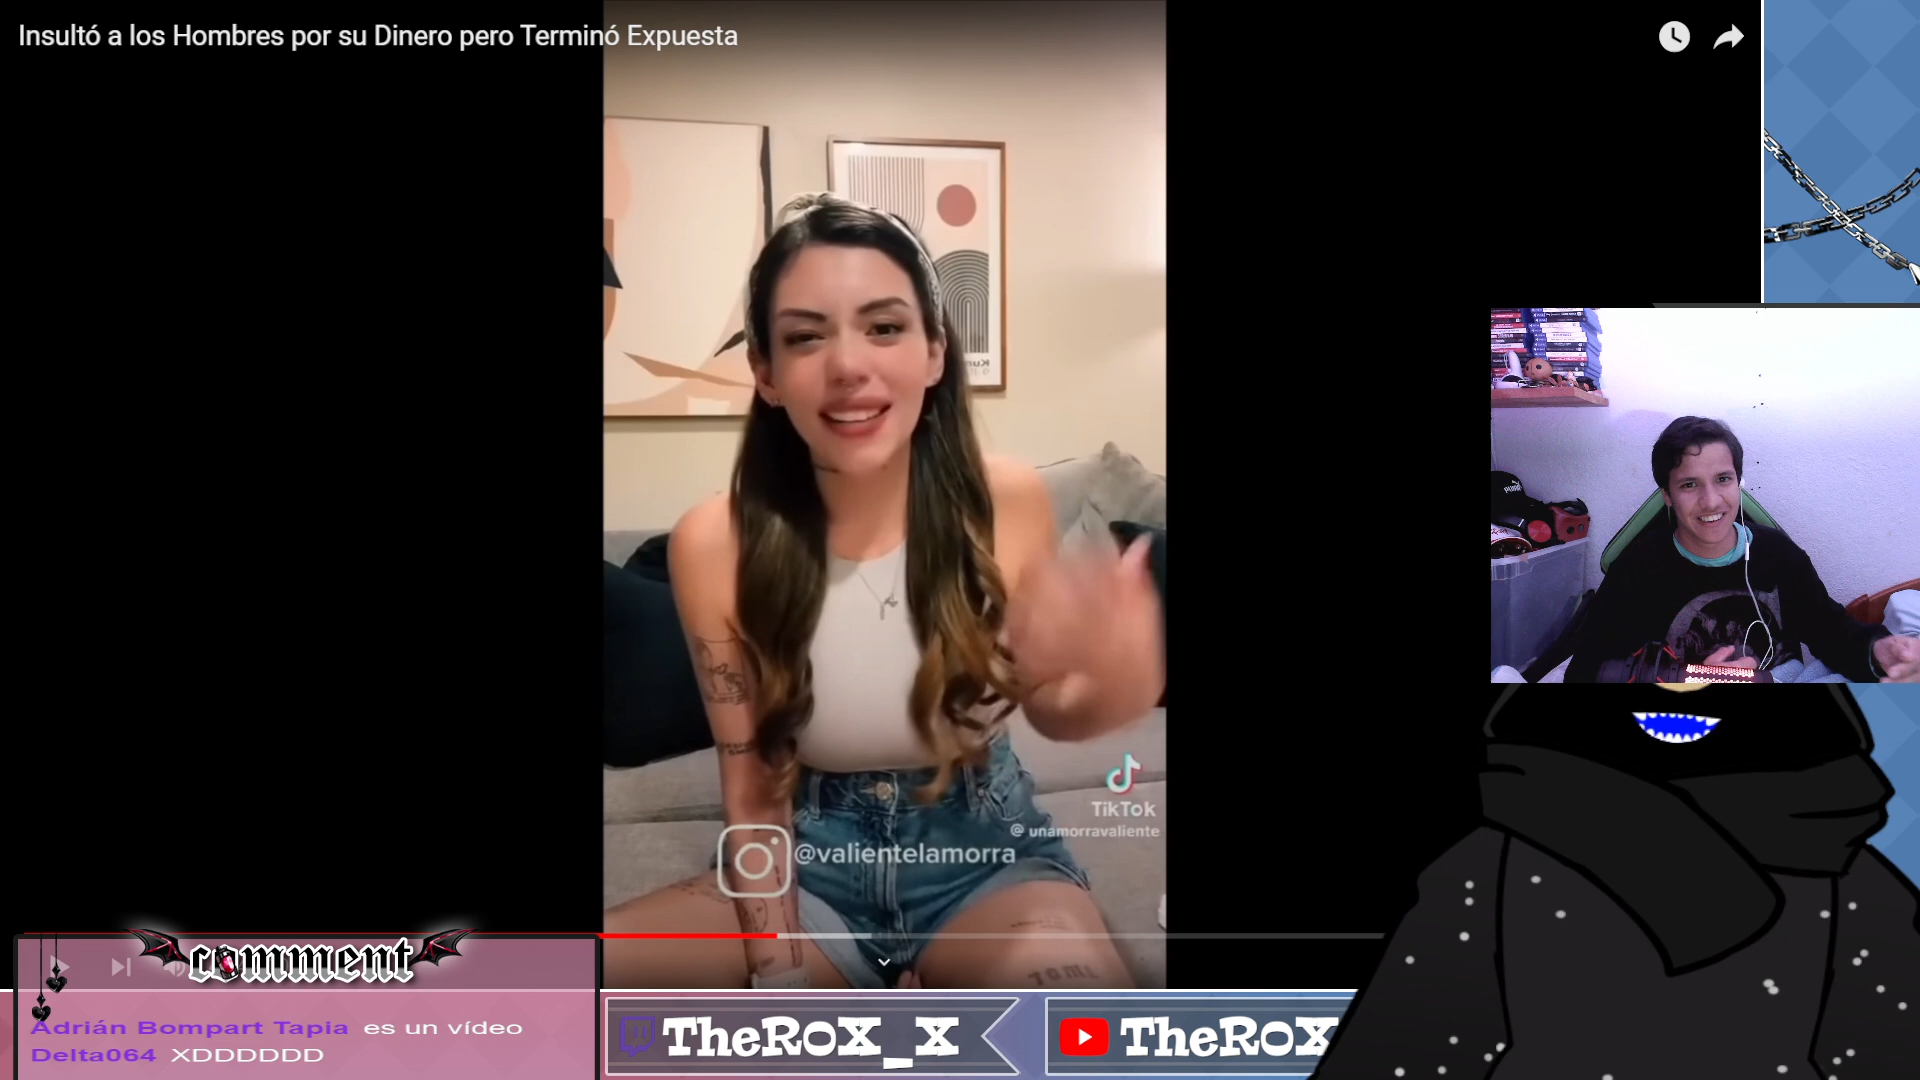 Insultó a los Hombres por su Dinero pero Terminó Expuesta
TikTok
@unamorravaliente
@valientelamorra
comment
Adrián Bompart Tapia es un vídeo
Delta064 XDDDDDD
TheROX_X
TheROX